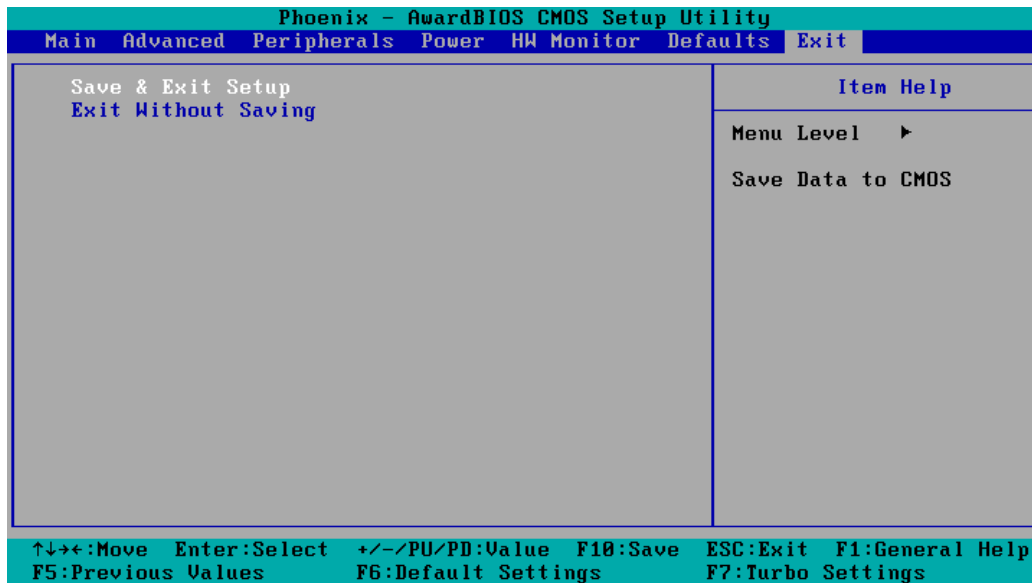 Phoenix - AwardBIOS CMOS Setup Utility
Main Advanced Peripherals Power HW Monitor Defaults Exit
Save & Exit Setup
Exit Without Saving
Item Help
Menu Level ►
Save Data to CMOS
↑↓→←:Move Enter:Select +/-/PU/PD:Value F10:Save ESC:Exit F1:General Help
F5:Previous Values F6:Default Settings F7:Turbo Settings